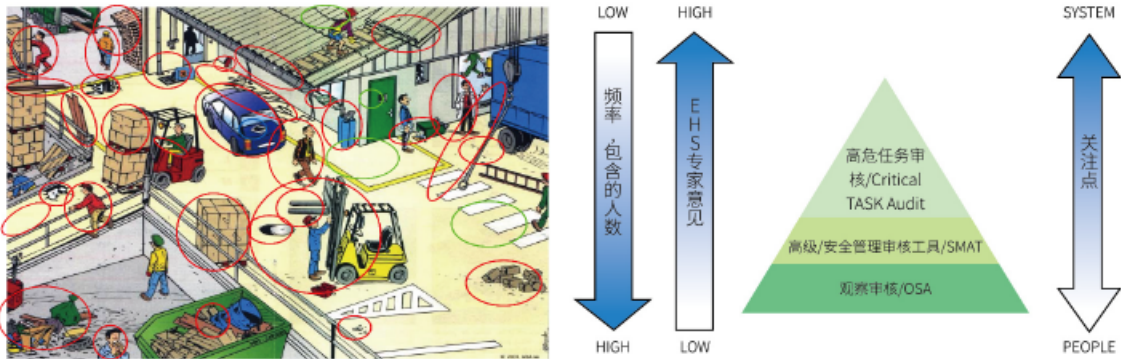 LOW
HIGH
SYSTEM
频率,包含的人数
EHS专家意见
高危任务审
核/Critical
TASK Audit
高级/安全管理审核工具/SMAT
观察审核/OSA
关注点
HIGH
LOW
PEOPLE